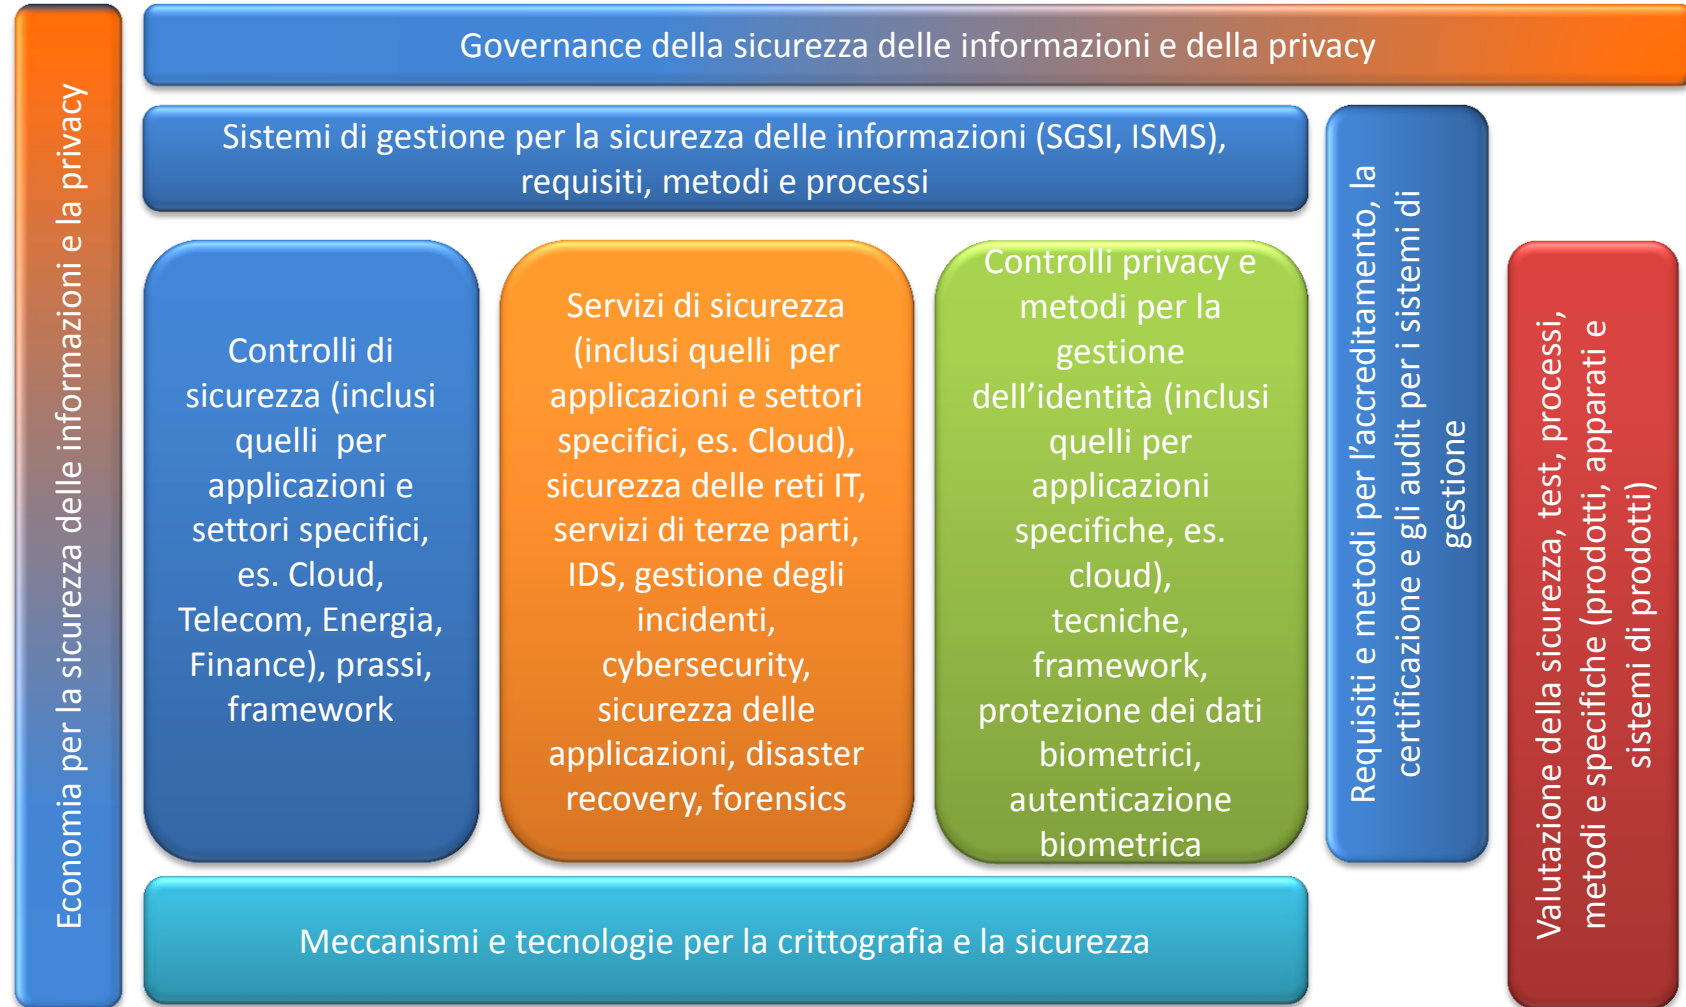 Economia per la sicurezza delle informazioni e la privacy
Governance della sicurezza delle informazioni e della privacy
Sistemi di gestione per la sicurezza delle informazioni (SGSI, ISMS),
requisiti, metodi e processi
Controlli di
sicurezza (inclusi
quelli  per
applicazioni e
settori specifici,
es. Cloud,
Telecom, Energia,
Finance), prassi,
framework
Servizi di sicurezza
(inclusi quelli  per
applicazioni e settori
specifici, es. Cloud),
sicurezza delle reti IT,
servizi di terze parti,
IDS, gestione degli
incidenti,
cybersecurity,
sicurezza delle
applicazioni, disaster
recovery, forensics
Controlli privacy e
metodi per la
gestione
dell’identità (inclusi
quelli per
applicazioni
specifiche, es.
cloud),
tecniche,
framework,
protezione dei dati
biometrici,
autenticazione
biometrica
Requisiti e metodi per l’accreditamento, la
certificazione e gli audit per i sistemi di
gestione
Valutazione della sicurezza, test, processi,
metodi e specifiche (prodotti, apparati e
sistemi di prodotti)
Meccanismi e tecnologie per la crittografia e la sicurezza